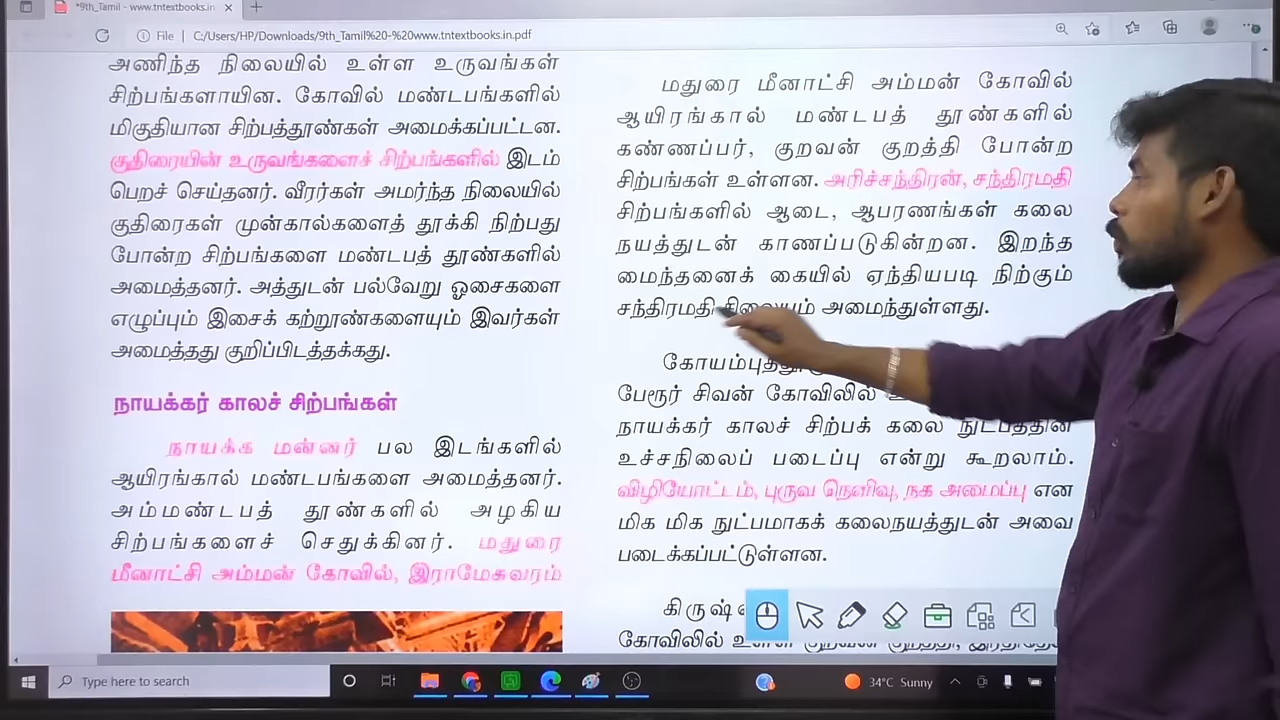 *9th_Tamil - www.tntextbooks.in
File | C:/Users/HP/Downloads/9th_Tamil%20-%20www.tntextbooks.in.pdf
அணிந்த நிலையில் உள்ள உருவங்கள்
சிற்பங்களாயின. கோவில் மண்டபங்களில்
மிகுதியான சிற்பத்தூண்கள் அமைக்கப்பட்டன.
குதிரையின் உருவங்களைச் சிற்பங்களில் இடம்
பெறச் செய்தனர். வீரர்கள் அமர்ந்த நிலையில்
குதிரைகள் முன்கால்களைத் தூக்கி நிற்பது
போன்ற சிற்பங்களை மண்டபத் தூண்களில்
அமைத்தனர். அத்துடன் பல்வேறு ஓசைகளை
எழுப்பும் இசைக் கற்றூண்களையும் இவர்கள்
அமைத்தது குறிப்பிடத்தக்கது.
நாயக்கர் காலச் சிற்பங்கள்
நாயக்க மன்னர் பல இடங்களில்
ஆயிரங்கால் மண்டபங்களை அமைத்தனர்.
அம்மண்டபத் தூண்களில் அழகிய
சிற்பங்களைச் செதுக்கினர். மதுரை
மீனாட்சி அம்மன் கோவில், இராமேசுவரம்
மதுரை மீனாட்சி அம்மன் கோவில்
ஆயிரங்கால் மண்டபத் தூண்களில்
கண்ணப்பர், குறவன் குறத்தி போன்ற
சிற்பங்கள் உள்ளன. அரிச்சந்திரன், சந்திரமதி
சிற்பங்களில் ஆடை, ஆபரணங்கள் கலை
நயத்துடன் காணப்படுகின்றன. இறந்த
மைந்தனைக் கையில் ஏந்தியபடி நிற்கும்
சந்திரமதி சிலையும் அமைந்துள்ளது.
பேரூர் சிவன் கோவிலில்
நாயக்கர் காலச் சிற்பக் கலை நுட்பத்தின்
உச்சநிலைப் படைப்பு என்று கூறலாம்.
விழியோட்டம், புருவ நெளிவு, நக அமைப்பு என
மிக மிக நுட்பமாகக் கலைநயத்துடன் அவை
படைக்கப்பட்டுள்ளன.
கோவிலில்
Type here to search
34°C Sunny